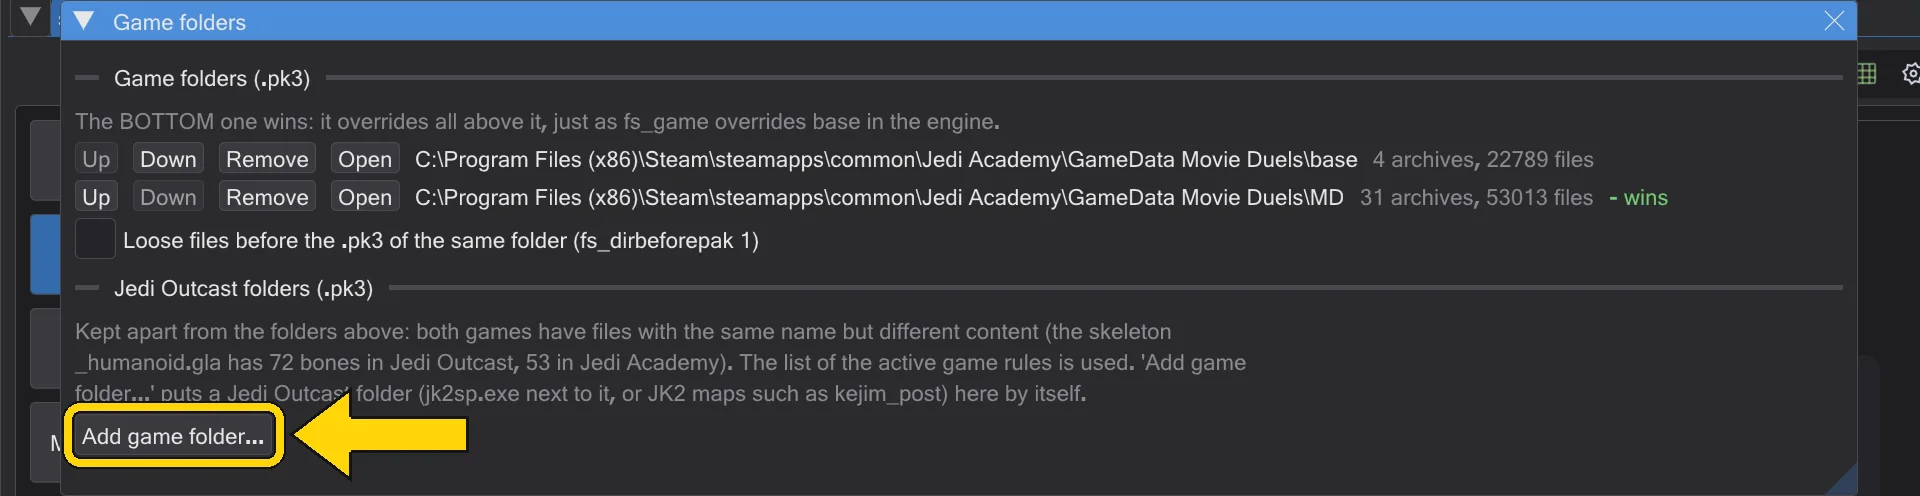 Game folders
Game folders (.pk3)
The BOTTOM one wins: it overrides all above it, just as fs_game overrides base in the engine.
Up Down Remove Open C:\Program Files (x86)\Steam\steamapps\common\Jedi Academy\GameData Movie Duels\base 4 archives, 22789 files
Up Down Remove Open C:\Program Files (x86)\Steam\steamapps\common\Jedi Academy\GameData Movie Duels\MD 31 archives, 53013 files - wins
Loose files before the .pk3 of the same folder (fs_dirbeforepak 1)
Jedi Outcast folders (.pk3)
Kept apart from the folders above: both games have files with the same name but different content (the skeleton
_humanoid.gla has 72 bones in Jedi Outcast, 53 in Jedi Academy). The list of the active game rules is used. 'Add game
folder...' puts a Jedi Outcast folder (jk2sp.exe next to it, or JK2 maps such as kejim_post) here by itself.
Add game folder...